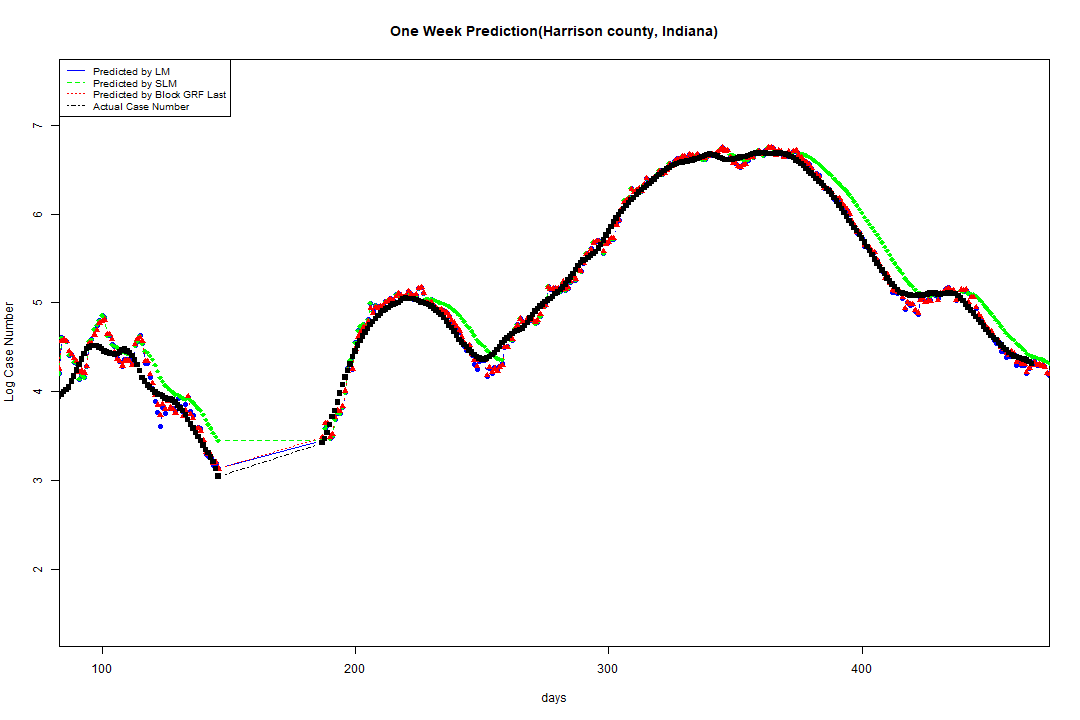 One Week Prediction(Harrison county, Indiana)
Predicted by LM
Predicted by SLM
Predicted by Block GRF Last
Actual Case Number
7
6
5
4
3
2
Log Case Number
100 200 300 400
days